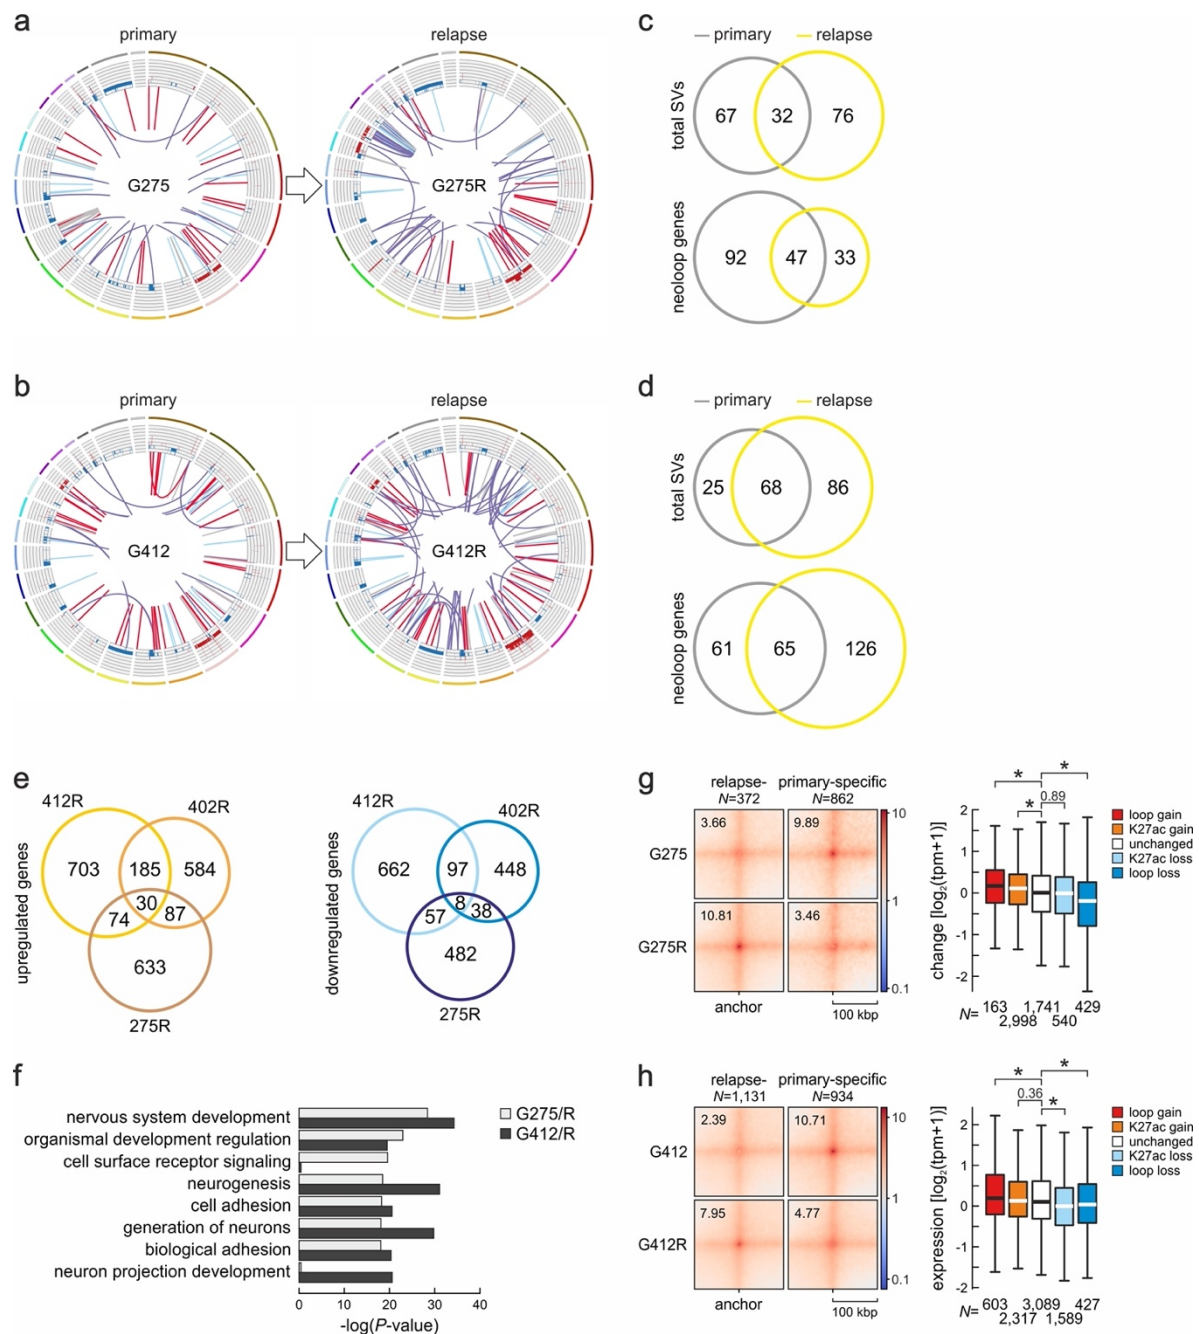 a
primary
relapse
G275
G275R
b
primary
relapse
G412
G412R
c
primary
relapse
total SVs
67
32
76
neoloop genes
92
47
33
d
primary
relapse
total SVs
25
68
86
neoloop genes
61
65
126
e
412R
402R
upregulated genes
703
185
584
30
74
87
633
275R
412R
402R
downregulated genes
662
97
448
8
57
38
482
275R
f
nervous system development
organismal development regulation
cell surface receptor signaling
neurogenesis
cell adhesion
generation of neurons
biological adhesion
neuron projection development
0
10
20
30
40
-log(P-value)
G275/R
G412/R
g
relapse-
N=372
primary-specific
N=862
G275
3.66
9.89
G275R
10.81
3.46
anchor
100 kbp
10
1
0.1
change [log2(tpm+1)]
2
1
0
-1
-2
*
*
0.89
*
loop gain
K27ac gain
unchanged
K27ac loss
loop loss
N= 163 1,741 429
2,998 540
h
relapse-
N=1,131
primary-specific
N=934
G412
2.39
10.71
G412R
7.95
4.77
anchor
100 kbp
10
1
0.1
expression [log2(tpm+1)]
2
1
0
-1
-2
*
*
0.36
*
loop gain
K27ac gain
unchanged
K27ac loss
loop loss
N= 603 3,089 427
2,317 1,589